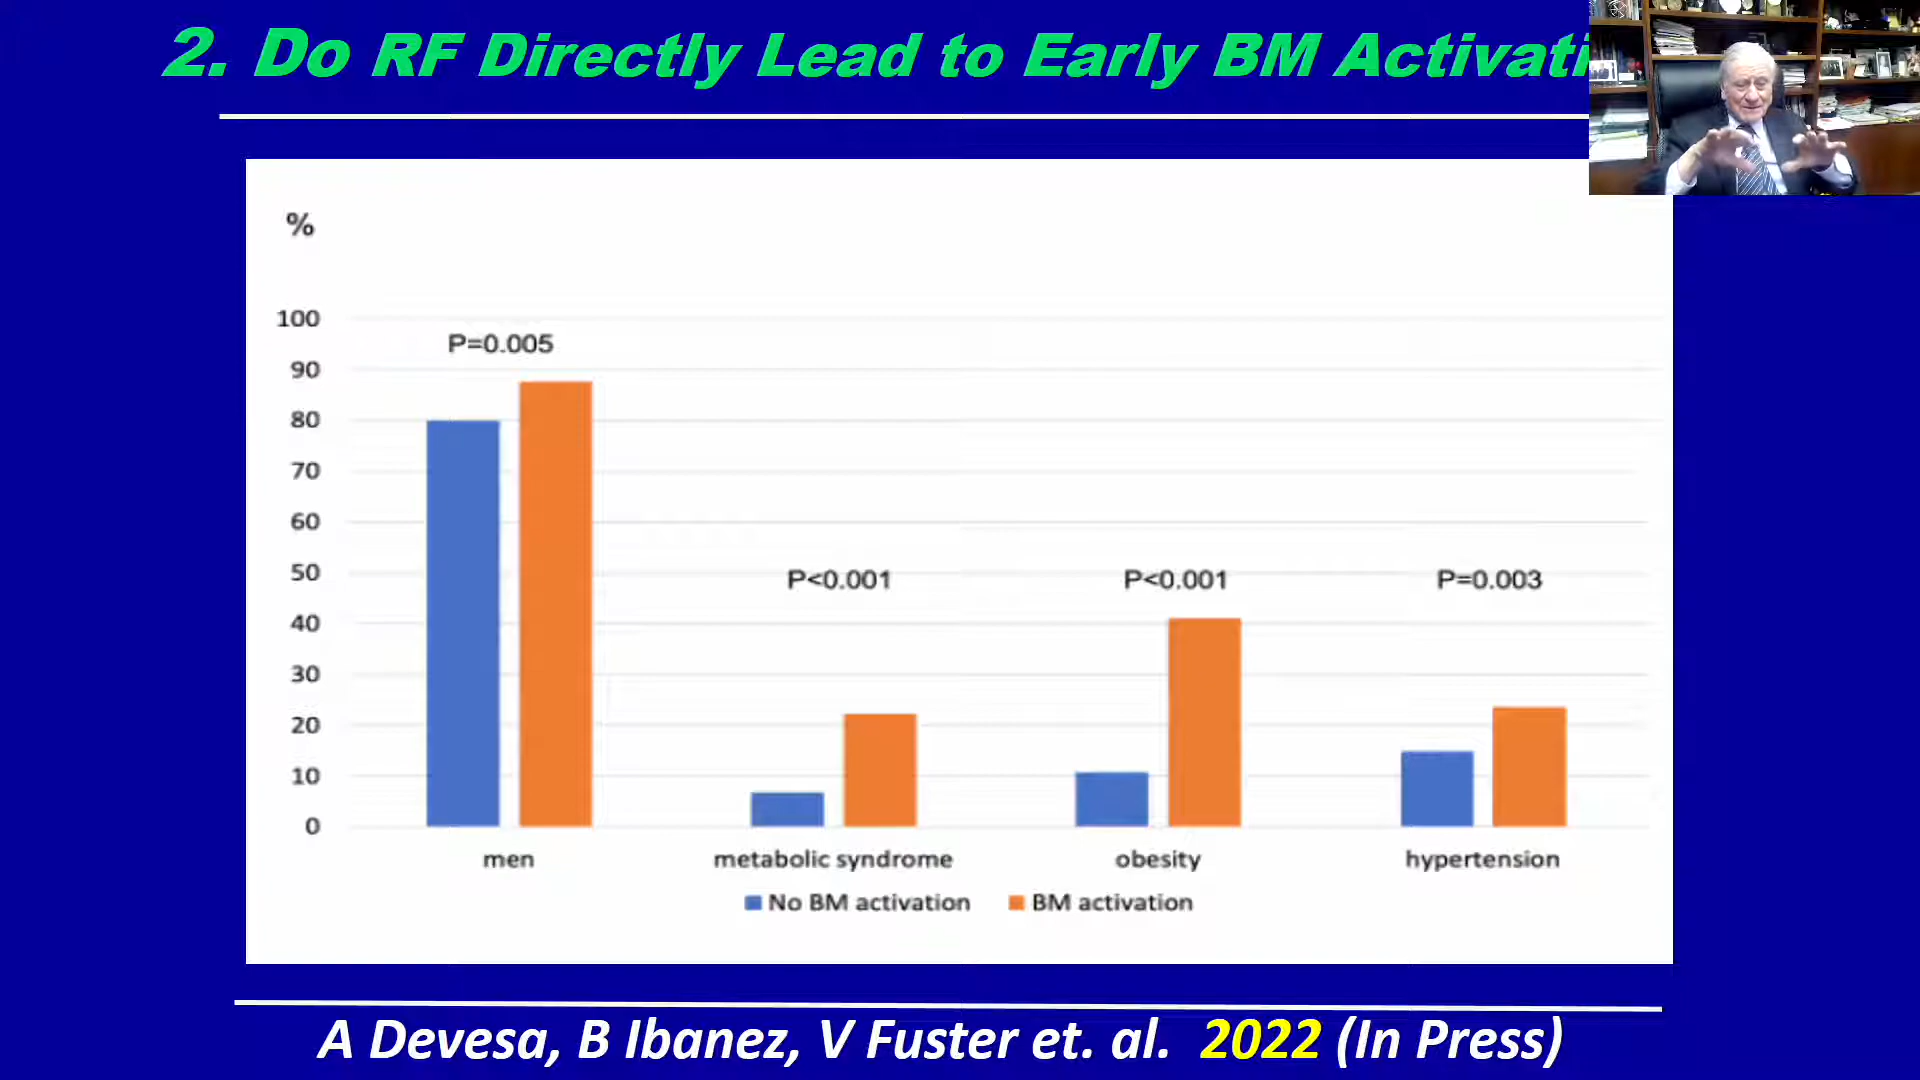 2. Do RF Directly Lead to Early BM Activati
%
100
90
80
70
60
50
40
30
20
10
0
P=0.005
P<0.001
P<0.001
P=0.003
men
metabolic syndrome
obesity
hypertension
No BM activation
BM activation
A Devesa, B Ibanez, V Fuster et. al. 2022 (In Press)